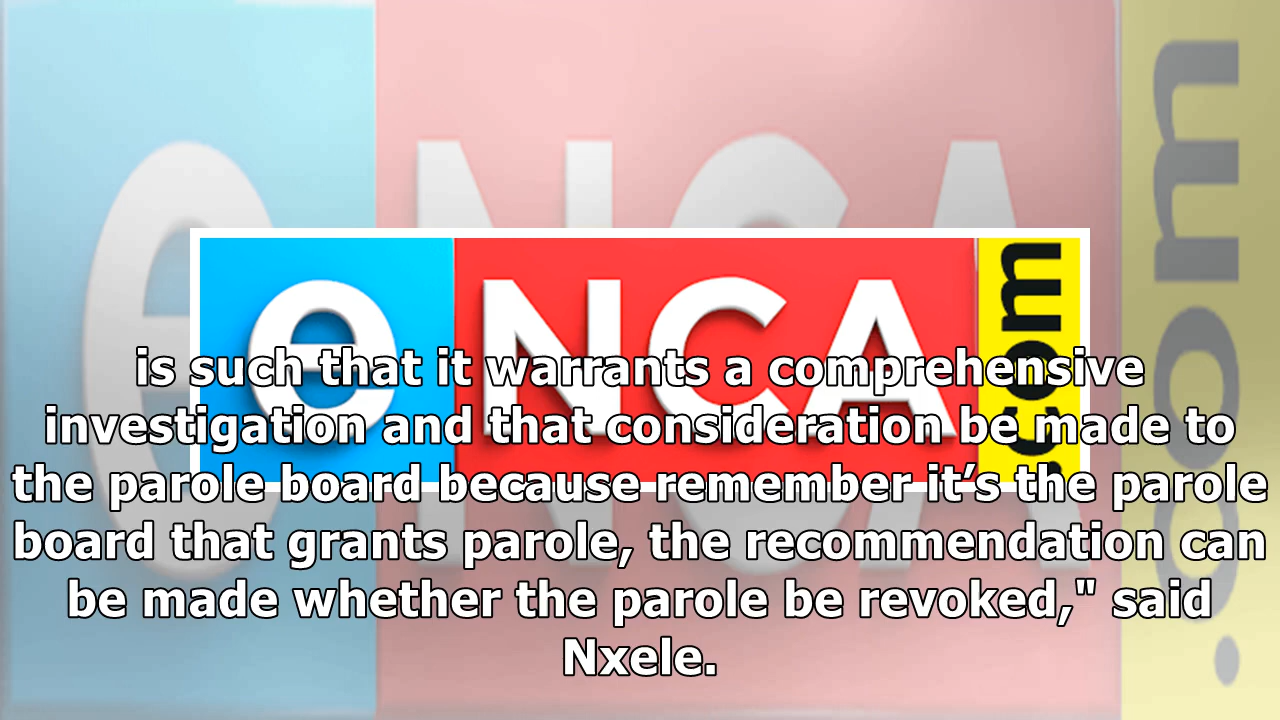 eNCA.com
is such that it warrants a comprehensive
investigation and that consideration be made to
the parole board because remember it’s the parole
board that grants parole, the recommendation can
be made whether the parole be revoked," said
Nxele.